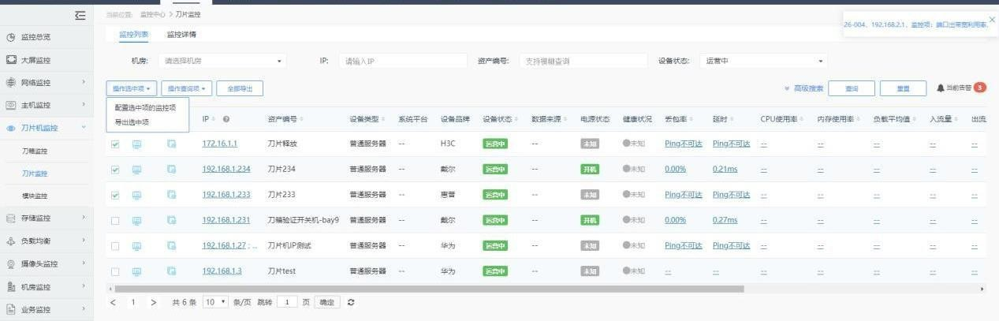 当前位置: 监控中心 > 刀片监控
26-004、192.168.2.1、监控项：端口出带宽利用率,
监控总览
大屏监控
网络监控
主机监控
刀片机监控
刀箱监控
刀片监控
模块监控
存储监控
负载均衡
摄像头监控
机房监控
业务监控
监控列表 监控详情
机房: 请选择机房 IP: 请输入IP 资产编号: 支持模糊查询 设备状态: 运营中
操作选中项 操作查询项 全部导出 高级搜索 查询 重置 当前告警 3
配置选中项的监控项
导出选中项
IP 资产编号 设备类型 系统平台 设备品牌 设备状态 数据来源 电源状态 健康状况 丢包率 延时 CPU使用率 内存使用率 负载平均值 入流量 出流
172.16.1.1 刀片释放 普通服务器 -- H3C 运营中 -- 未知 未知 Ping不可达 Ping不可达 -- -- -- -- --
192.168.1.234 刀片234 普通服务器 -- 戴尔 运营中 -- 开机 未知 0.00% 0.21ms -- -- -- -- --
192.168.1.233 刀片233 普通服务器 -- 惠普 运营中 -- 未知 未知 Ping不可达 Ping不可达 -- -- -- -- --
192.168.1.231 刀箱验证开关机-bay9 普通服务器 -- 戴尔 运营中 -- 开机 未知 0.00% 0.27ms -- -- -- -- --
192.168.1.27 ; ... 刀片机IP测试 普通服务器 -- 华为 运营中 -- 未知 未知 Ping不可达 Ping不可达 -- -- -- -- --
192.168.1.3 刀片test 普通服务器 -- 华为 运营中 -- 未知 未知 -- -- -- -- -- -- --
< 1 > 共 6 条 10 条/页 跳转 1 页 确定